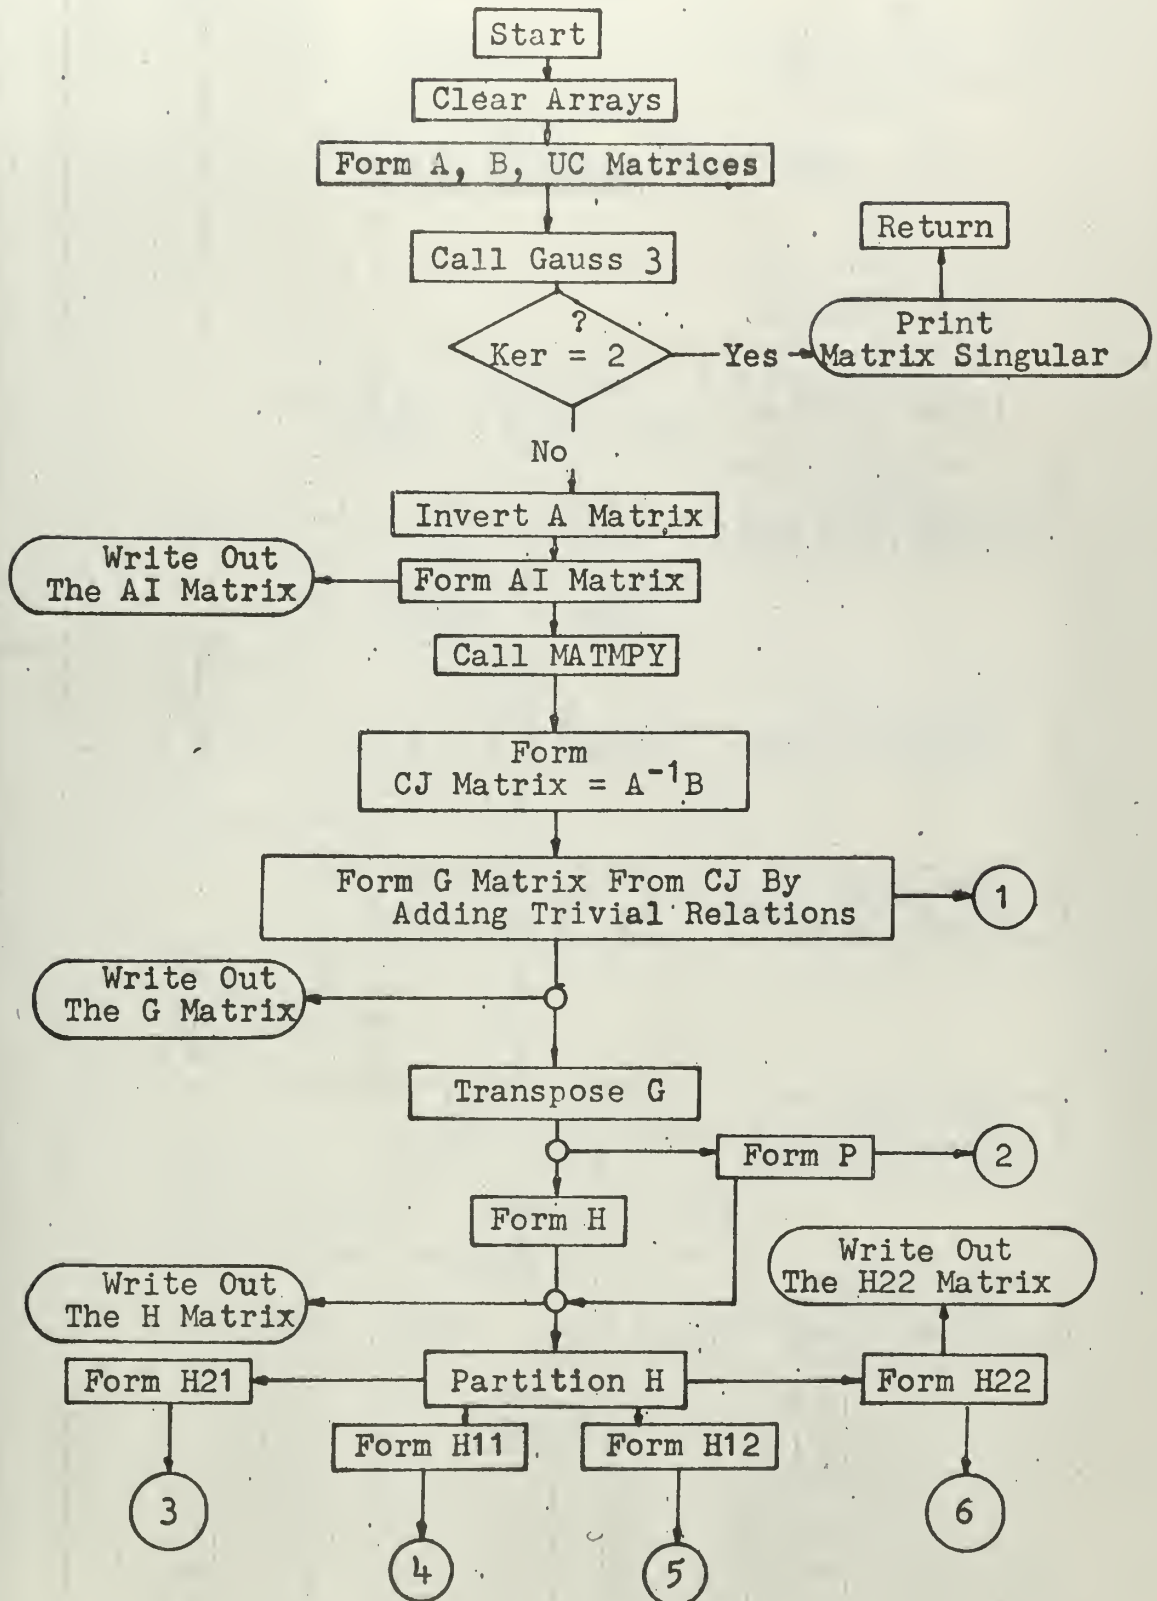 Start
Clear Arrays
Form A, B, UC Matrices
Return
Call Gauss 3
?
Ker = 2
Yes
Print
Matrix Singular
No
Invert A Matrix
Write Out
The AI Matrix
Form AI Matrix
Call MATMPY
Form
CJ Matrix = A⁻¹B
Form G Matrix From CJ By
Adding Trivial Relations
1
Write Out
The G Matrix
Transpose G
Form P
2
Form H
Write Out
The H22 Matrix
Write Out
The H Matrix
Form H21
Partition H
Form H22
Form H11
Form H12
3
6
4
5